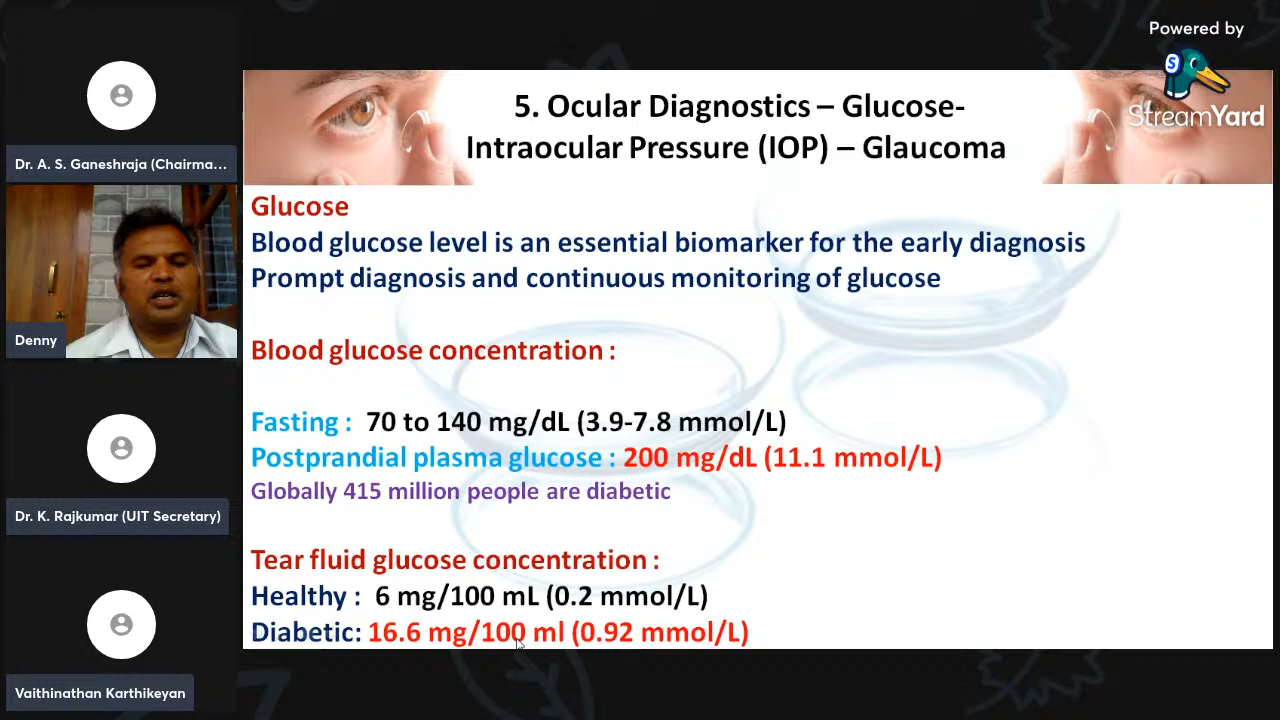 Powered by
S
StreamYard
Dr. A. S. Ganeshraja (Chairma...
Denny
Dr. K. Rajkumar (UIT Secretary)
Vaithinathan Karthikeyan
5. Ocular Diagnostics – Glucose-
Intraocular Pressure (IOP) – Glaucoma
Glucose
Blood glucose level is an essential biomarker for the early diagnosis
Prompt diagnosis and continuous monitoring of glucose
Blood glucose concentration :
Fasting : 70 to 140 mg/dL (3.9-7.8 mmol/L)
Postprandial plasma glucose : 200 mg/dL (11.1 mmol/L)
Globally 415 million people are diabetic
Tear fluid glucose concentration :
Healthy : 6 mg/100 mL (0.2 mmol/L)
Diabetic: 16.6 mg/100 ml (0.92 mmol/L)